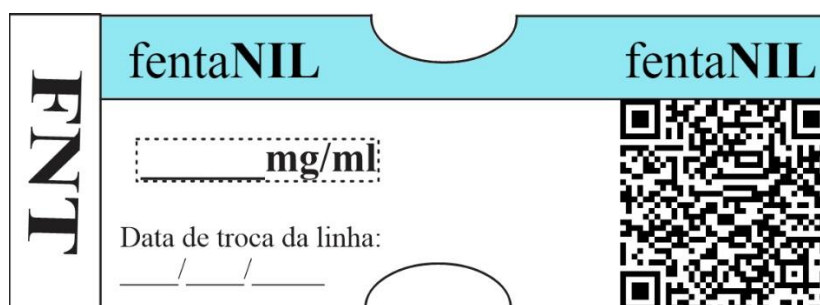 FNT
fentaNIL
fentaNIL
______mg/ml
Data de troca da linha:
____/____/_____